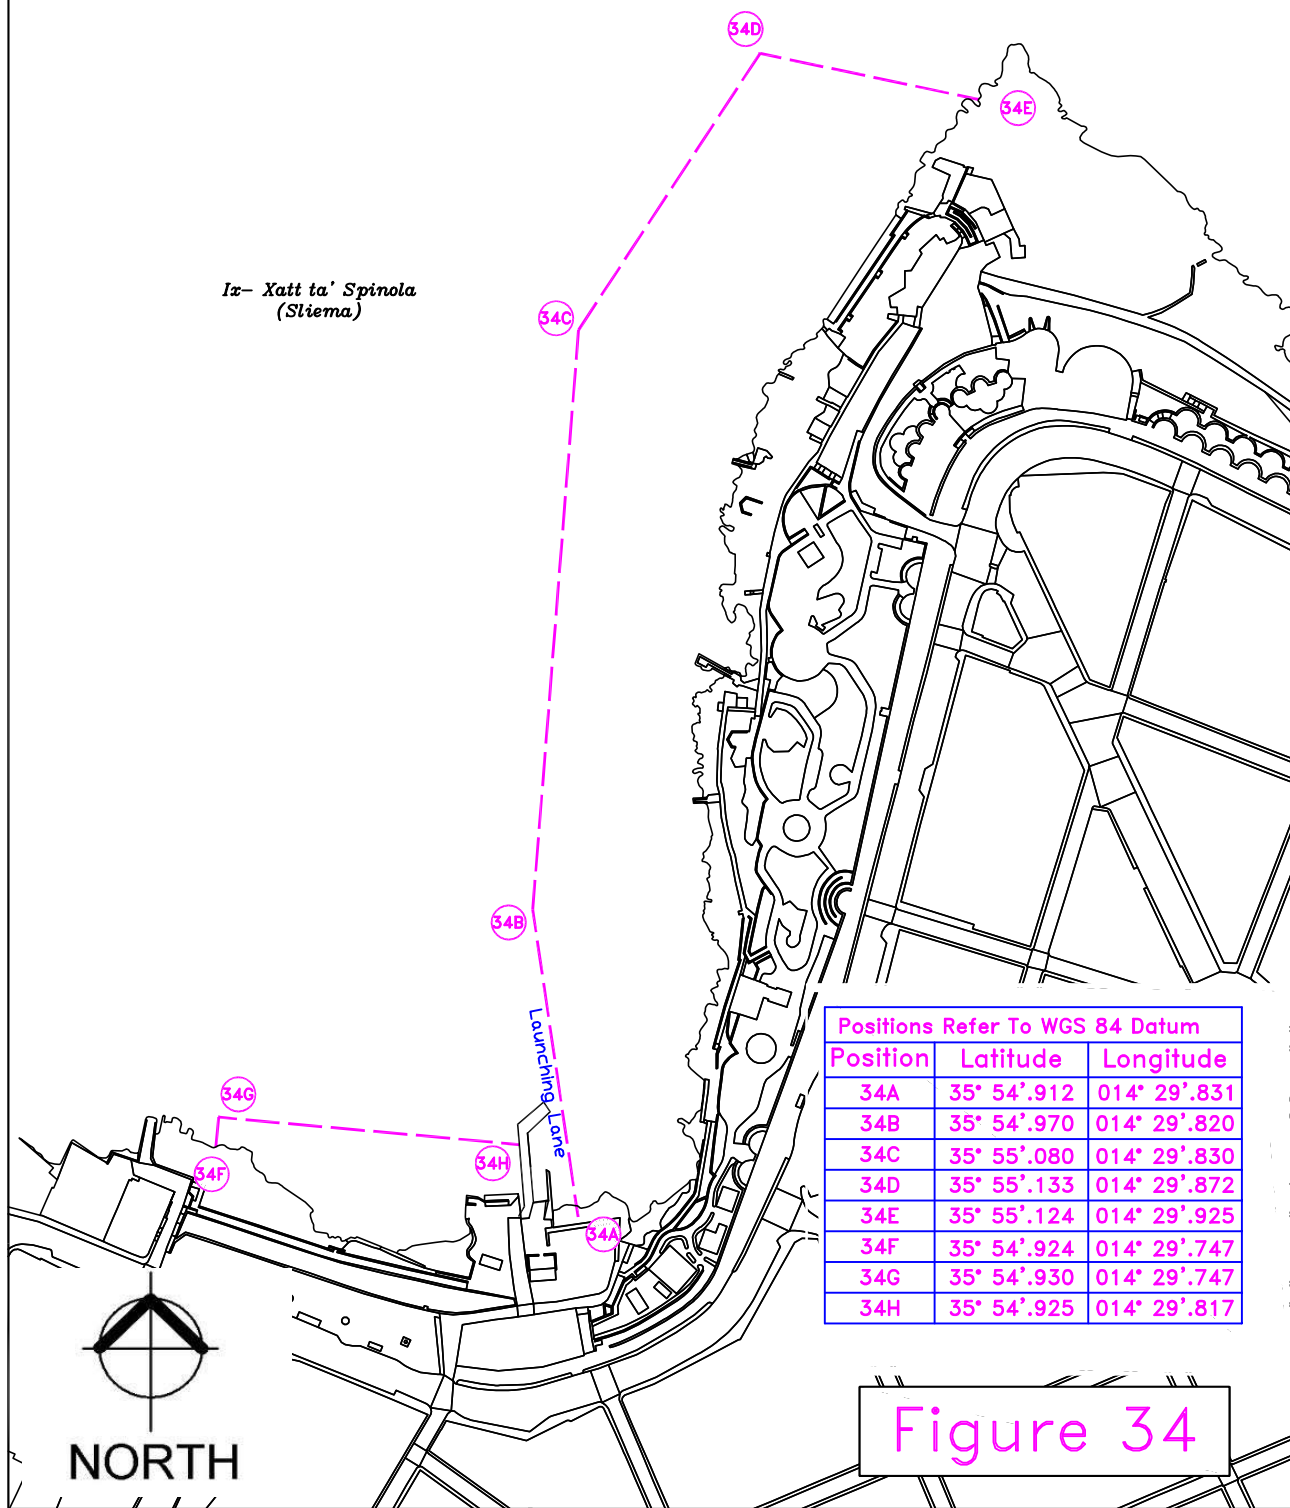 34D
34E
Ix- Xatt ta' Spinola
(Sliema)
34C
34B
Launching Lane
34G
34H
34F
34A
Positions Refer To WGS 84 Datum
Position Latitude Longitude
34A 35° 54'.912 014° 29'.831
34B 35° 54'.970 014° 29'.820
34C 35° 55'.080 014° 29'.830
34D 35° 55'.133 014° 29'.872
34E 35° 55'.124 014° 29'.925
34F 35° 54'.924 014° 29'.747
34G 35° 54'.930 014° 29'.747
34H 35° 54'.925 014° 29'.817
NORTH
Figure 34